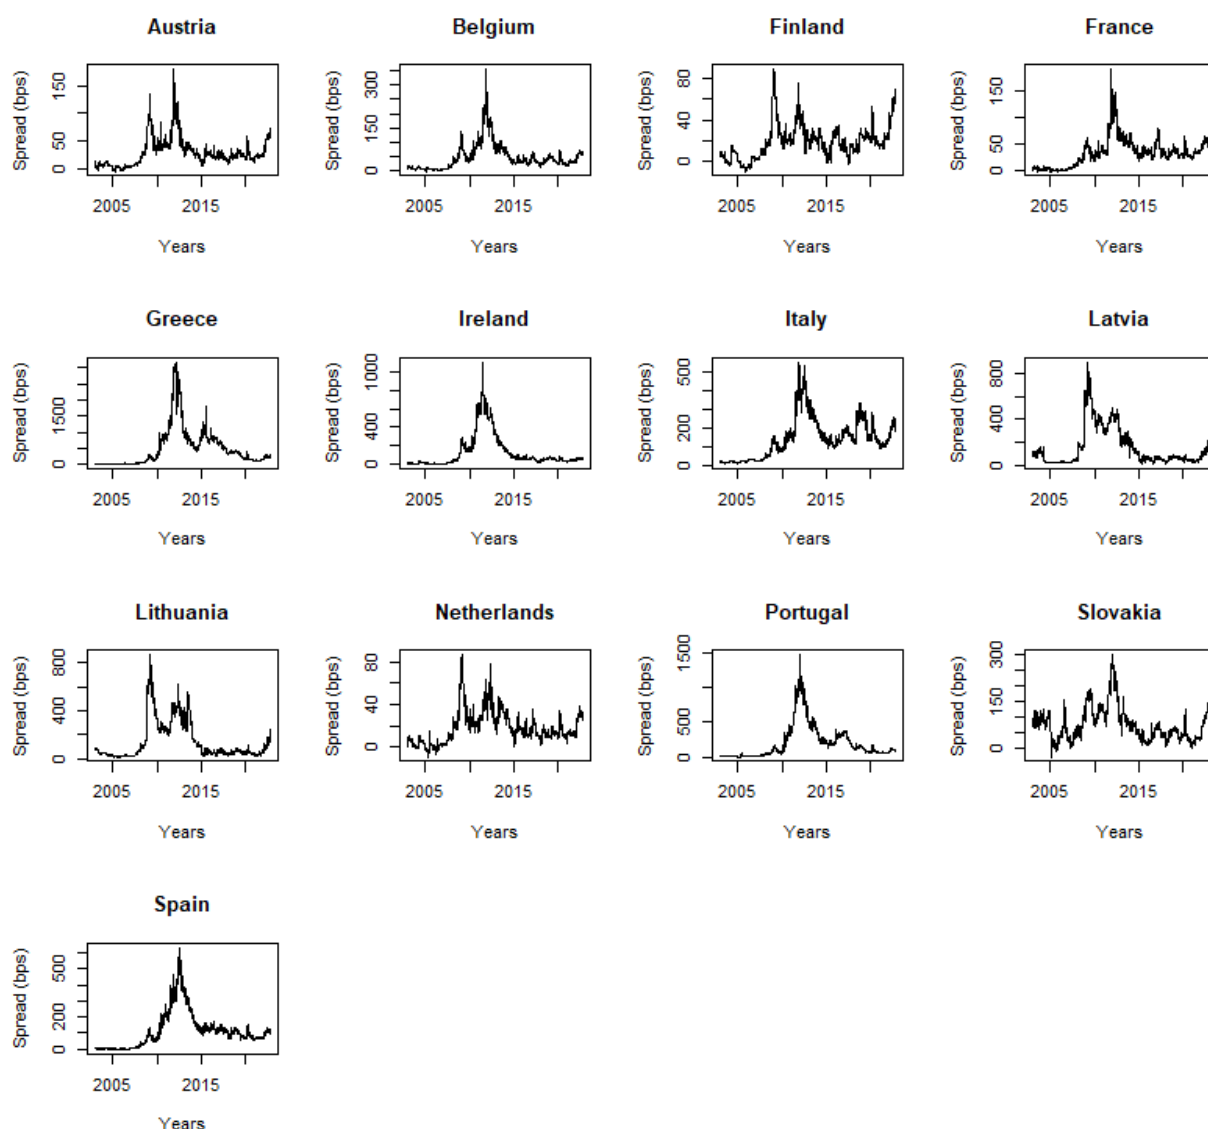 Austria Belgium Finland France
Spread (bps) Spread (bps) Spread (bps) Spread (bps)
0 50 150 0 150 300 0 40 80 0 50 150
2005 2015 2005 2015 2005 2015 2005 2015
Years Years Years Years
Greece Ireland Italy Latvia
Spread (bps) Spread (bps) Spread (bps) Spread (bps)
0 1500 0 400 1000 0 200 500 0 400 800
2005 2015 2005 2015 2005 2015 2005 2015
Years Years Years Years
Lithuania Netherlands Portugal Slovakia
Spread (bps) Spread (bps) Spread (bps) Spread (bps)
0 400 800 0 40 80 0 500 1500 0 150 300
2005 2015 2005 2015 2005 2015 2005 2015
Years Years Years Years
Spain
Spread (bps)
0 200 500
2005 2015
Years